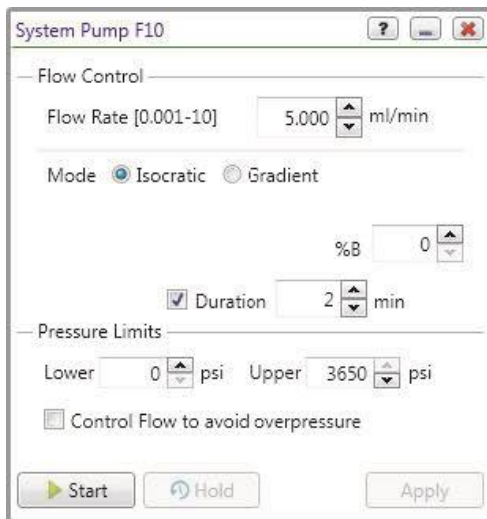 System Pump F10 ?
Flow Control
Flow Rate [0.001-10] 5.000 ml/min
Mode Isocratic Gradient
%B 0
Duration 2 min
Pressure Limits
Lower 0 psi Upper 3650 psi
Control Flow to avoid overpressure
Start Hold Apply